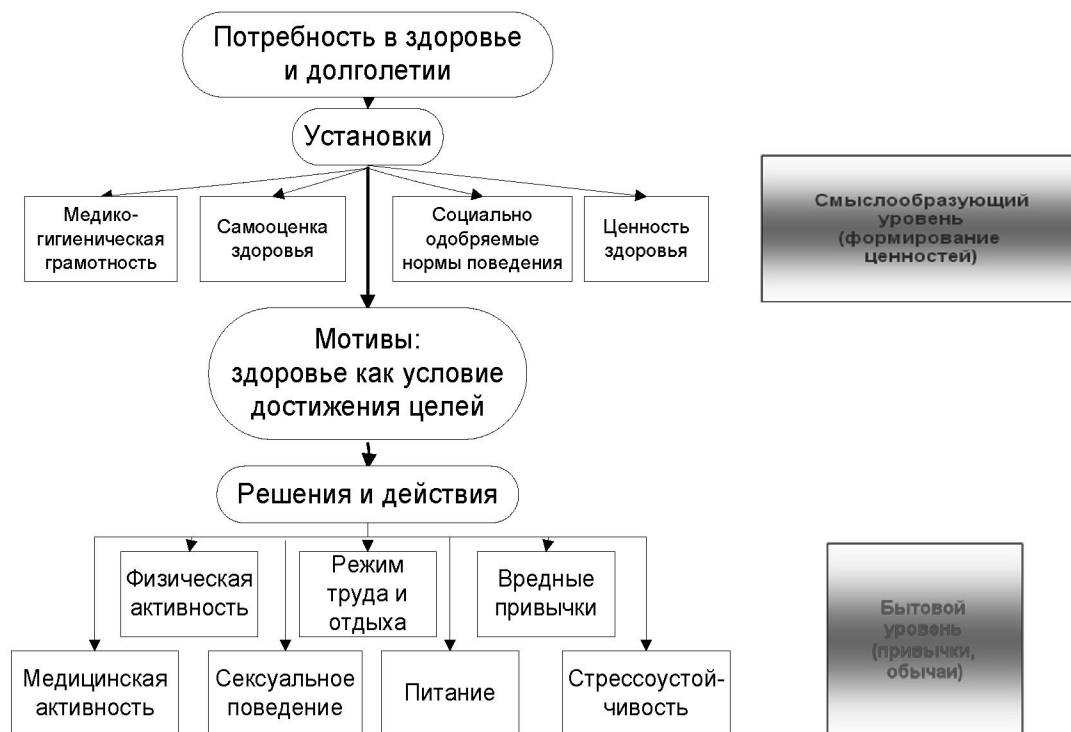 Потребность в здоровье
и долголетии
Установки
Медико-
гигиеническая
грамотность
Самооценка
здоровья
Социально
одобряемые
нормы поведения
Ценность
здоровья
Смыслообразующий
уровень
(формирование
ценностей)
Мотивы:
здоровье как условие
достижения целей
Решения и действия
Физическая
активность
Режим
труда и
отдыха
Вредные
привычки
Медицинская
активность
Сексуальное
поведение
Питание
Стрессоустой-
чивость
Бытовой
уровень
(привычки,
обычаи)